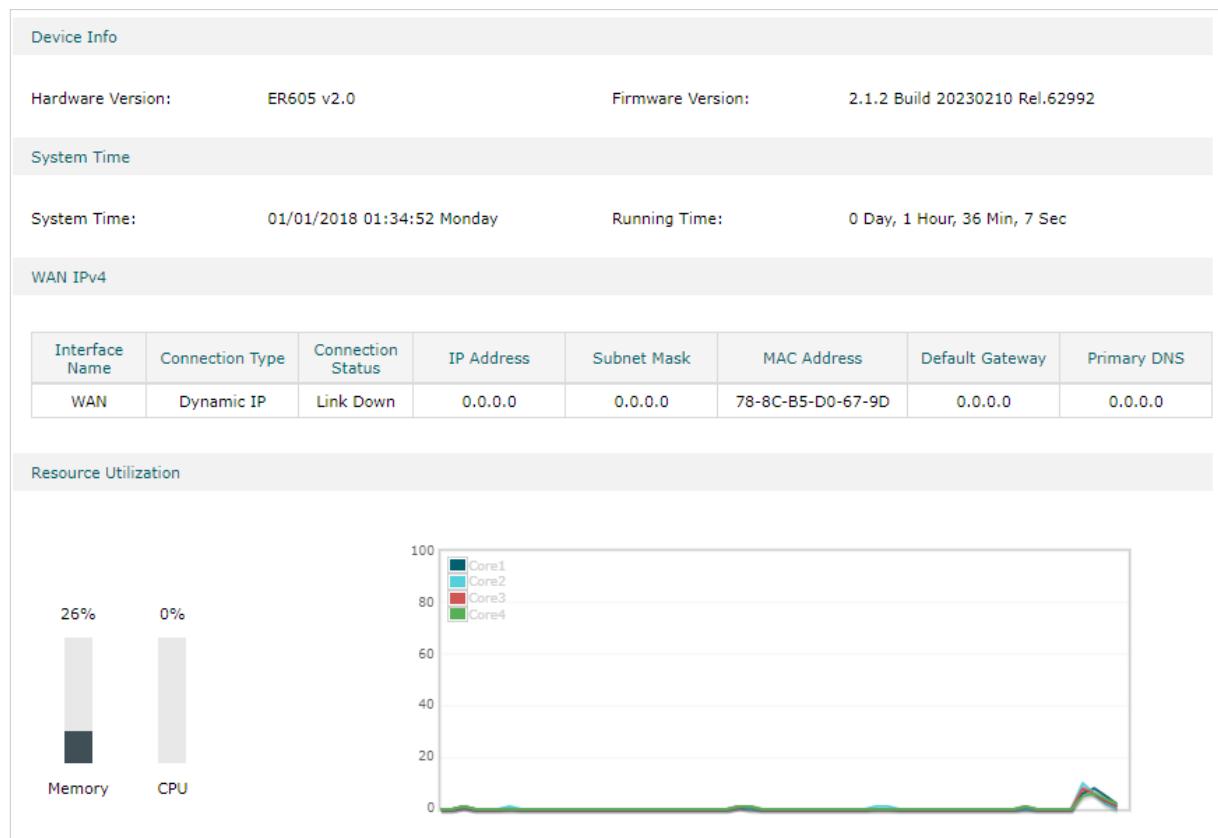 Device Info
Hardware Version: ER605 v2.0 Firmware Version: 2.1.2 Build 20230210 Rel.62992
System Time
System Time: 01/01/2018 01:34:52 Monday Running Time: 0 Day, 1 Hour, 36 Min, 7 Sec
WAN IPv4
Interface Name Connection Type Connection Status IP Address Subnet Mask MAC Address Default Gateway Primary DNS
WAN Dynamic IP Link Down 0.0.0.0 0.0.0.0 78-8C-B5-D0-67-9D 0.0.0.0 0.0.0.0
Resource Utilization
26% 0%
Memory CPU
100
80
60
40
20
0
Core1
Core2
Core3
Core4